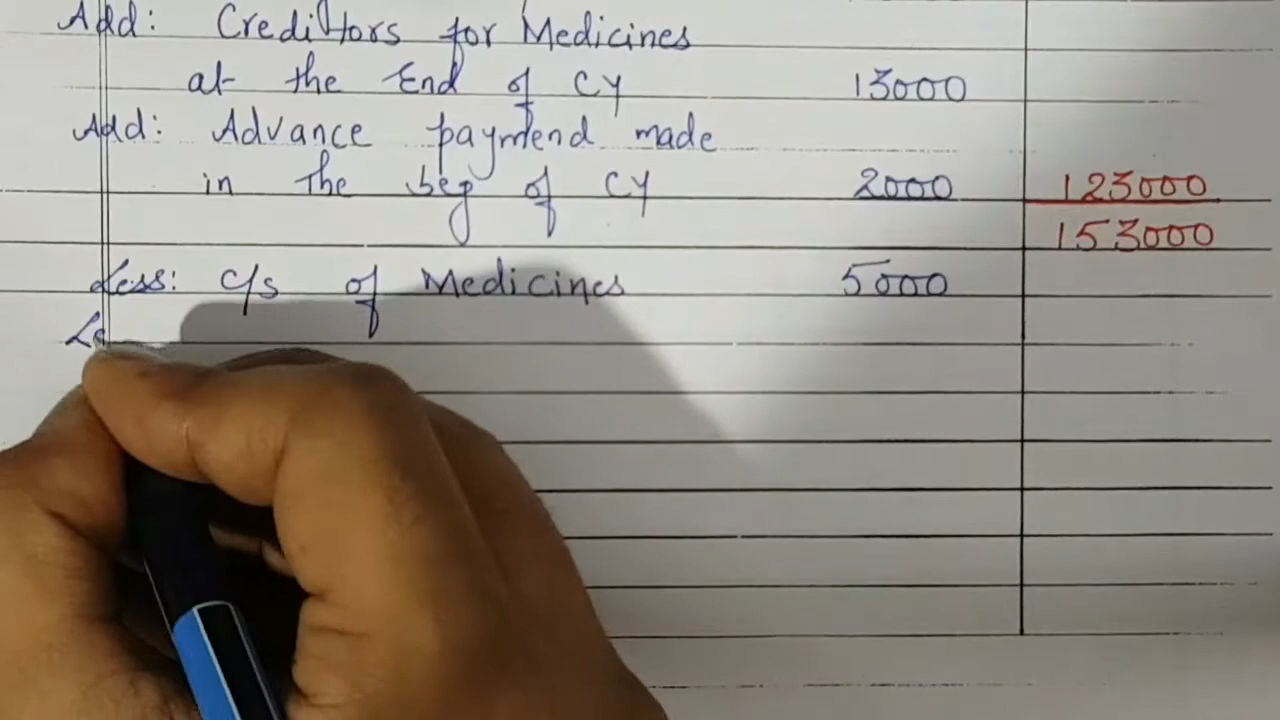 Add: Creditors for Medicines
at the End of CY 13000
Add: Advance paymend made
in the beg of CY 2000 123000
153000
Less: C/s of Medicines 5000
Le